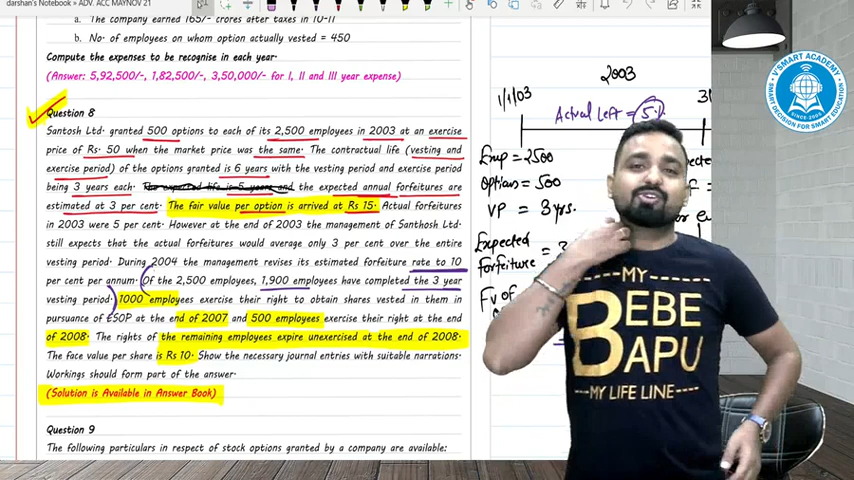 darshan's Notebook » ADV. ACC MAYNOV 21
a. The company earned 165/- crores after taxes in 10-11
b. No. of employees on whom option actually vested = 450
Compute the expenses to be recognise in each year.
(Answer: 5,92,500/-, 1,82,500/-, 3,50,000/- for I, II and III year expense)
Question 8
Santosh Ltd. granted 500 options to each of its 2,500 employees in 2003 at an exercise
price of Rs. 50 when the market price was the same. The contractual life (vesting and
exercise period) of the options granted is 6 years with the vesting period and exercise period
being 3 years each. The expected life is 5 years and the expected annual forfeitures are
estimated at 3 per cent. The fair value per option is arrived at Rs 15. Actual forfeitures
in 2003 were 5 per cent. However at the end of 2003 the management of Santosh Ltd.
still expects that the actual forfeitures would average only 3 per cent over the entire
vesting period. During 2004 the management revises its estimated forfeiture rate to 10
per cent per annum. Of the 2,500 employees, 1,900 employees have completed the 3 year
vesting period. 1000 employees exercise their right to obtain shares vested in them in
pursuance of ESOP at the end of 2007 and 500 employees exercise their right at the end
of 2008. The rights of the remaining employees expire unexercised at the end of 2008.
The face value per share is Rs 10. Show the necessary journal entries with suitable narrations.
Workings should form part of the answer.
(Solution is Available in Answer Book)
Question 9
The following particulars in respect of stock options granted by a company are available:
2003
1/1/03
Actual Left = 5%
Emp = 2500
Options = 500
VP = 3 yrs.
Expected
forfeiture = 3
FV of
MY
BEBE
BAPU
MY LIFE LINE
V'SMART ACADEMY
SINCE-2015
SMART DECISION FOR SMART EDUCATION